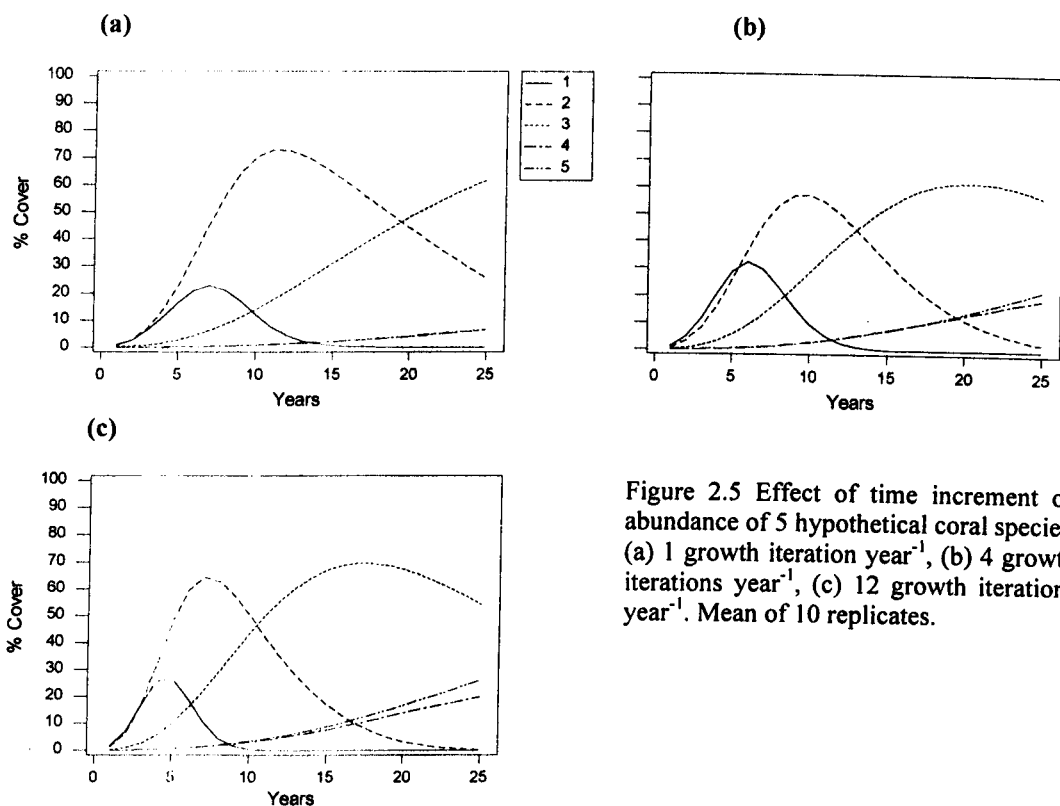 (a)
(b)
100
90
80
70
60
50
40
30
20
10
0
% Cover
0 5 10 15 20 25
Years
1
2
3
4
5
0 5 10 15 20 25
Years
(c)
100
90
80
70
60
50
40
30
20
10
0
% Cover
0 5 10 15 20 25
Years
Figure 2.5 Effect of time increment
abundance of 5 hypothetical coral specie
(a) 1 growth iteration year⁻¹, (b) 4 growt
iterations year⁻¹, (c) 12 growth iteration
year⁻¹. Mean of 10 replicates.